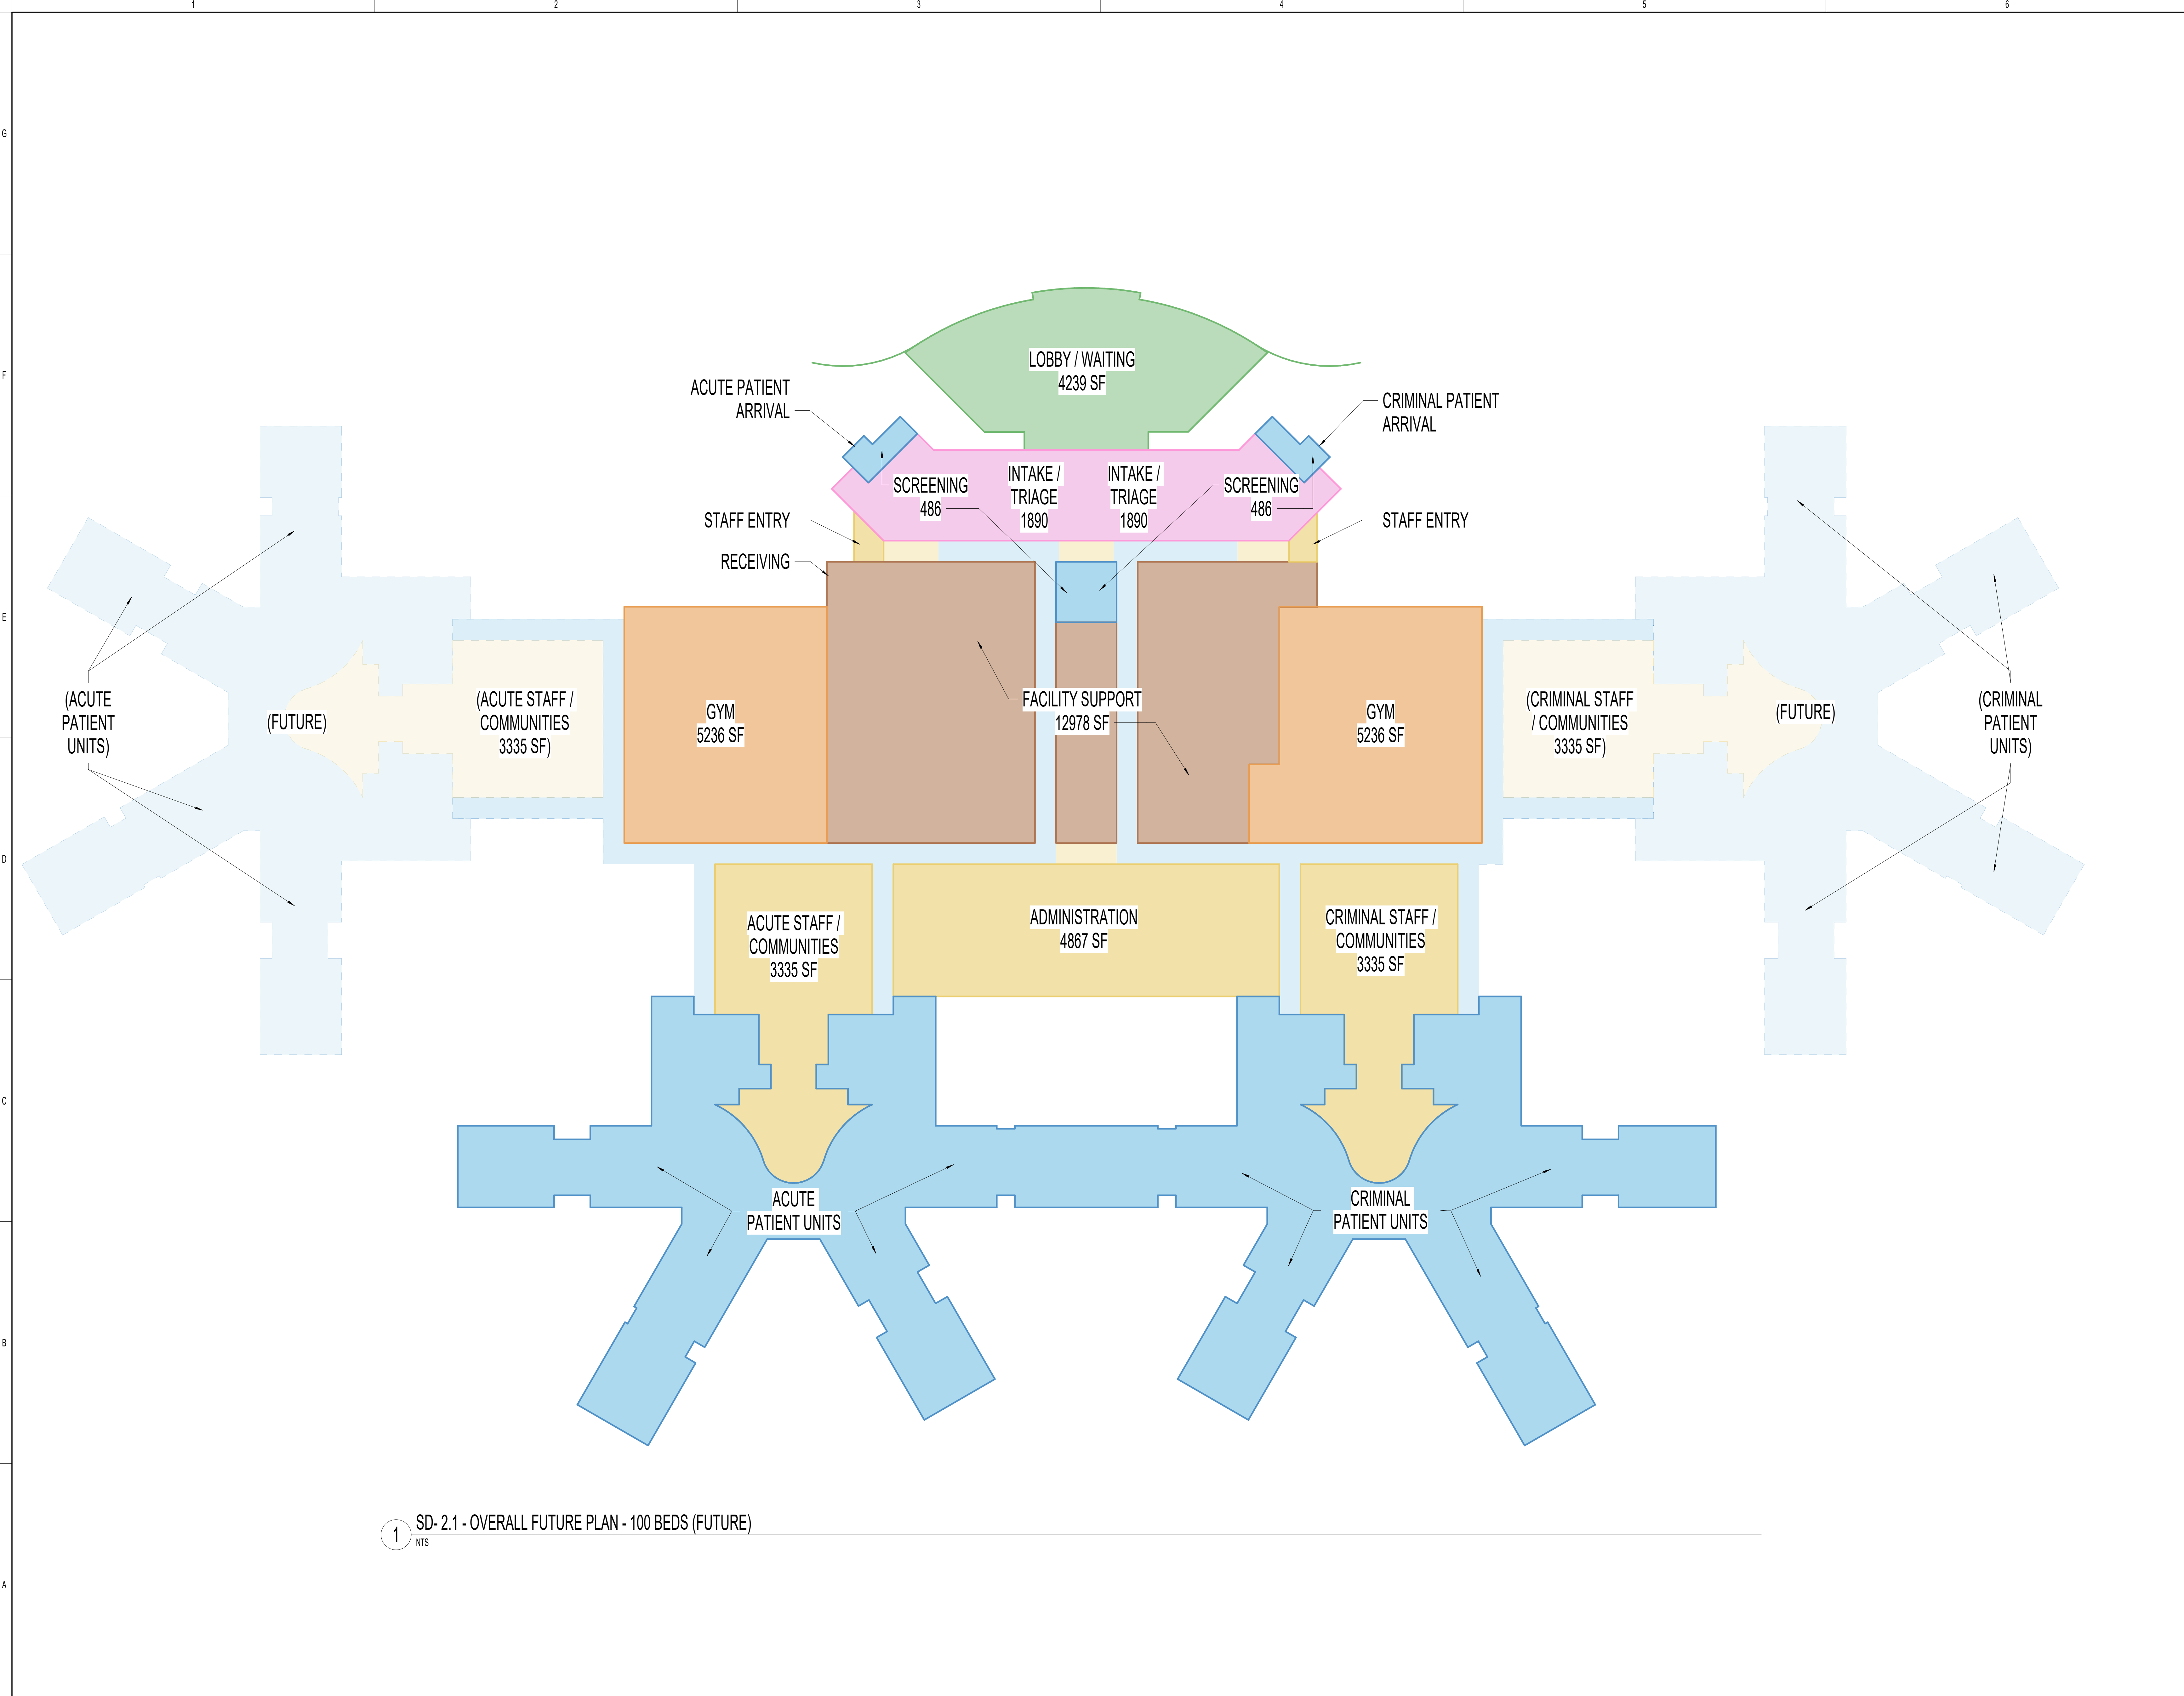 1 2 3 4 5 6
G
F
E
D
C
B
A
LOBBY / WAITING
4239 SF
ACUTE PATIENT
ARRIVAL
CRIMINAL PATIENT
ARRIVAL
SCREENING
486
INTAKE /
TRIAGE
1890
INTAKE /
TRIAGE
1890
SCREENING
486
STAFF ENTRY
STAFF ENTRY
RECEIVING
(ACUTE
PATIENT
UNITS)
(FUTURE)
(ACUTE STAFF /
COMMUNITIES
3335 SF)
GYM
5236 SF
FACILITY SUPPORT
12978 SF
GYM
5236 SF
(CRIMINAL STAFF
/ COMMUNITIES
3335 SF)
(FUTURE)
(CRIMINAL
PATIENT
UNITS)
ACUTE STAFF /
COMMUNITIES
3335 SF
ADMINISTRATION
4867 SF
CRIMINAL STAFF /
COMMUNITIES
3335 SF
ACUTE
PATIENT UNITS
CRIMINAL
PATIENT UNITS
1
SD- 2.1 - OVERALL FUTURE PLAN - 100 BEDS (FUTURE)
NTS